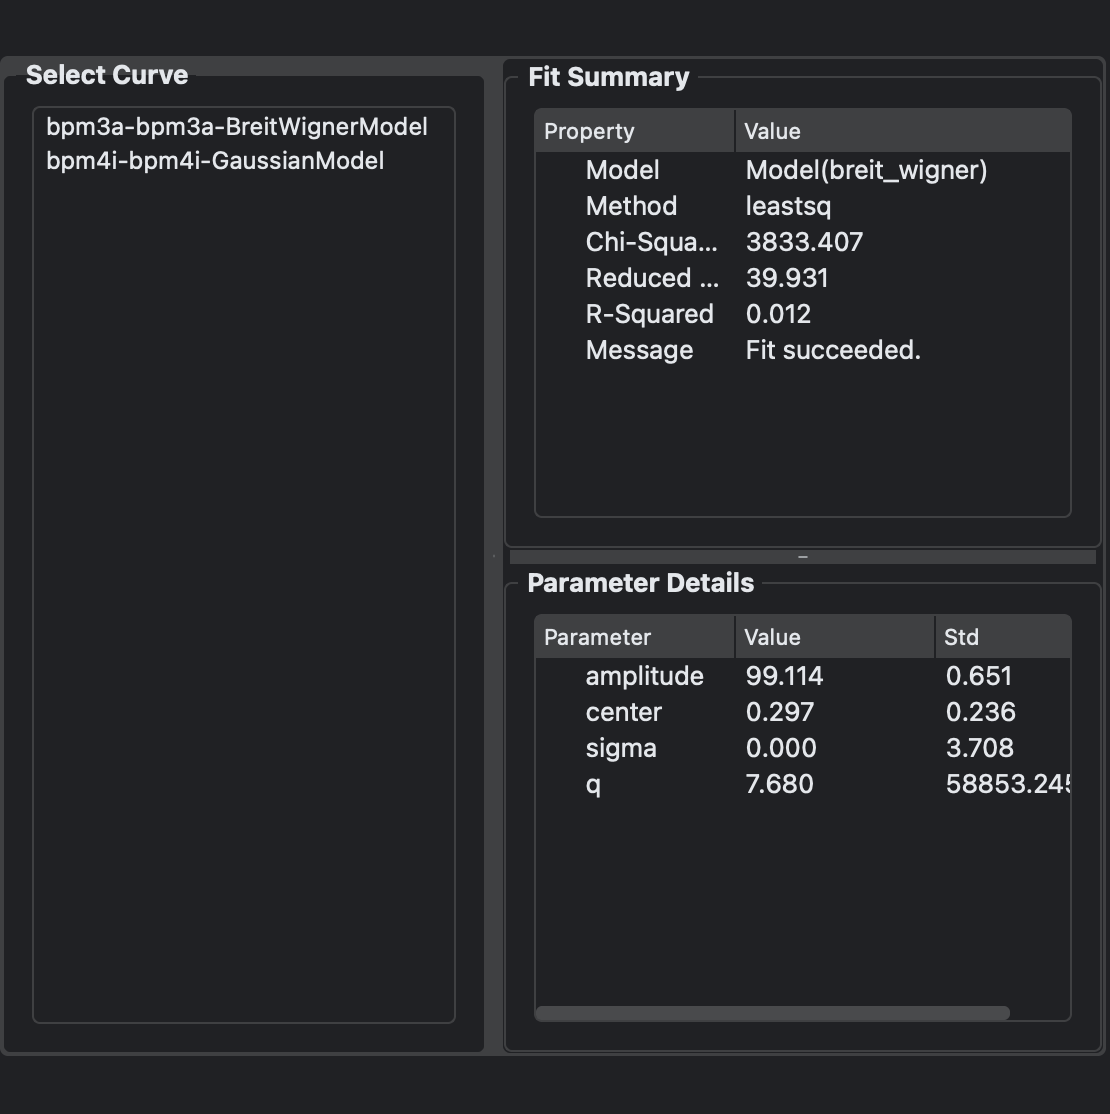 Select Curve
bpm3a-bpm3a-BreitWignerModel
bpm4i-bpm4i-GaussianModel
Fit Summary
Property Value
Model Model(breit_wigner)
Method leastsq
Chi-Squa... 3833.407
Reduced ... 39.931
R-Squared 0.012
Message Fit succeeded.
Parameter Details
Parameter Value Std
amplitude 99.114 0.651
center 0.297 0.236
sigma 0.000 3.708
q 7.680 58853.245